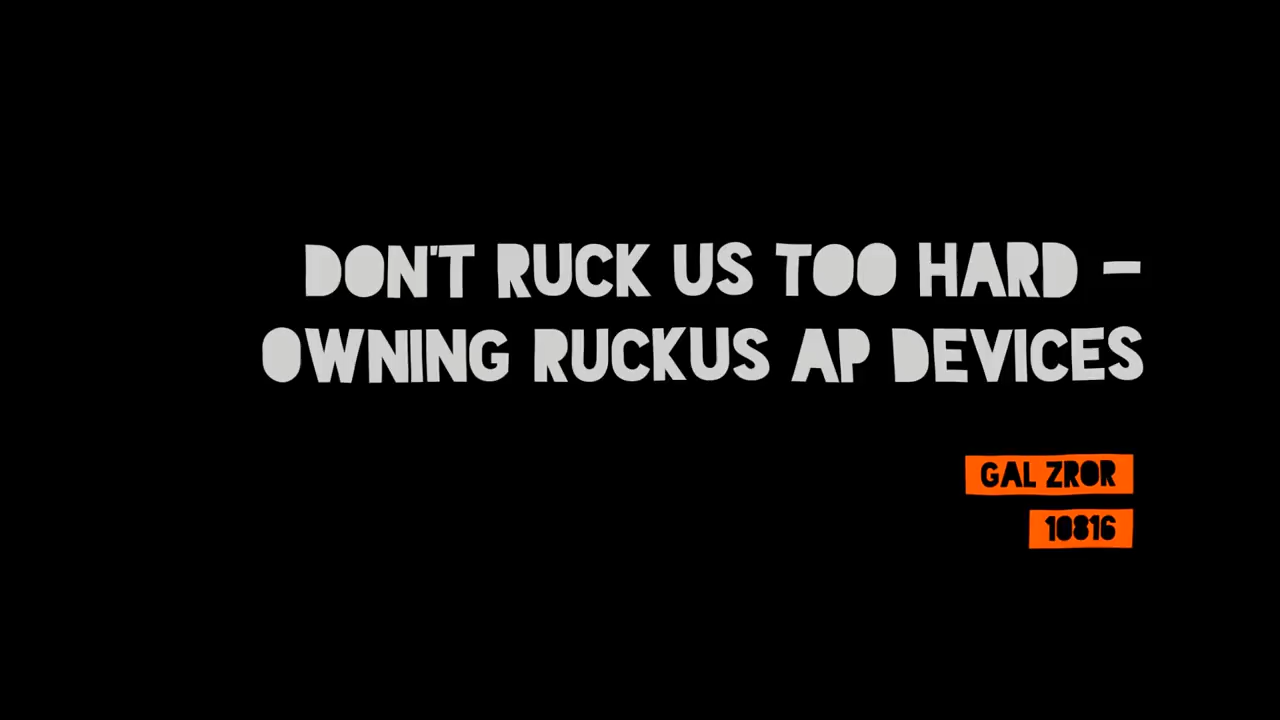 DON'T RUCK US TOO HARD –
OWNING RUCKUS AP DEVICES
GAL ZROR
10816